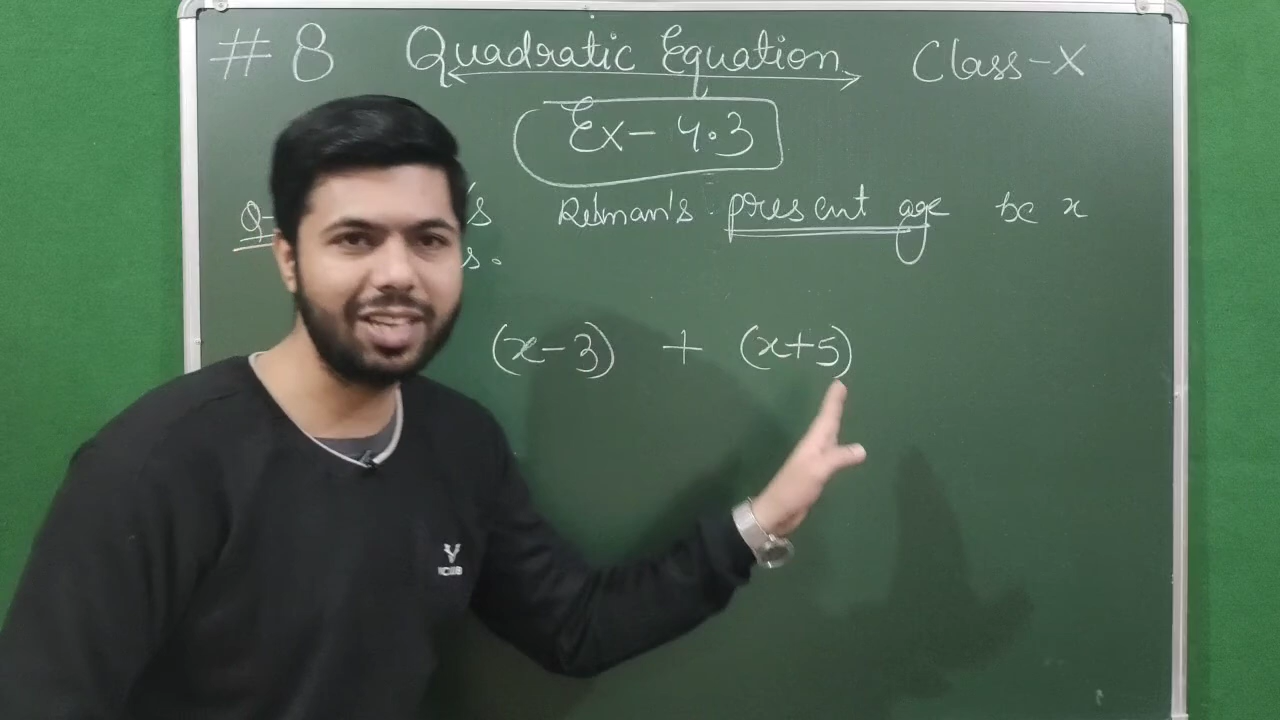 # 8 Quadratic Equation Class-X
Ex- 4.3
Q- 's Rehman's present age be x
s.
(x-3) + (x+5)